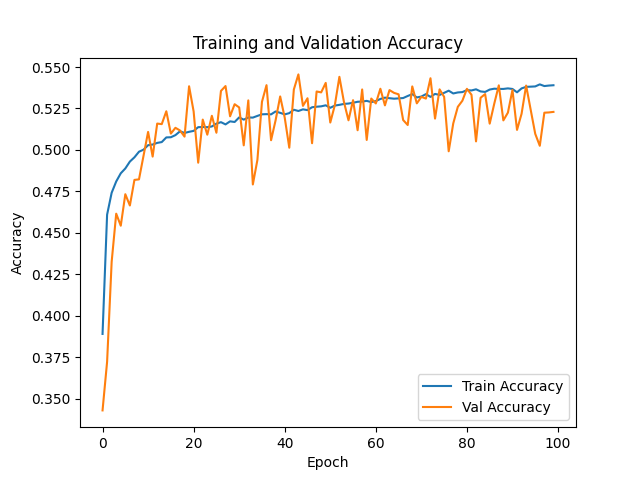 Training and Validation Accuracy
0.550
0.525
0.500
0.475
0.450
0.425
0.400
0.375
0.350
Accuracy
0 20 40 60 80 100
Epoch
Train Accuracy
Val Accuracy